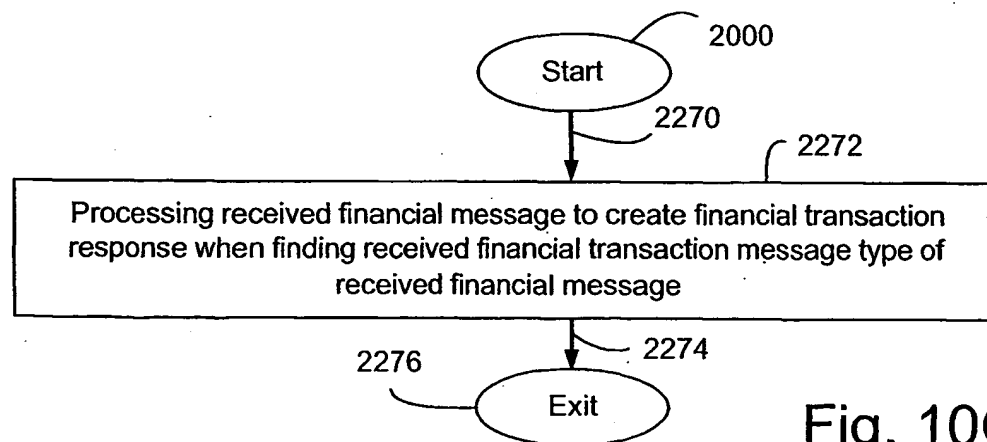 2000
Start
2270
2272
Processing received financial message to create financial transaction
response when finding received financial transaction message type of
received financial message
2274
2276
Exit
Fig.